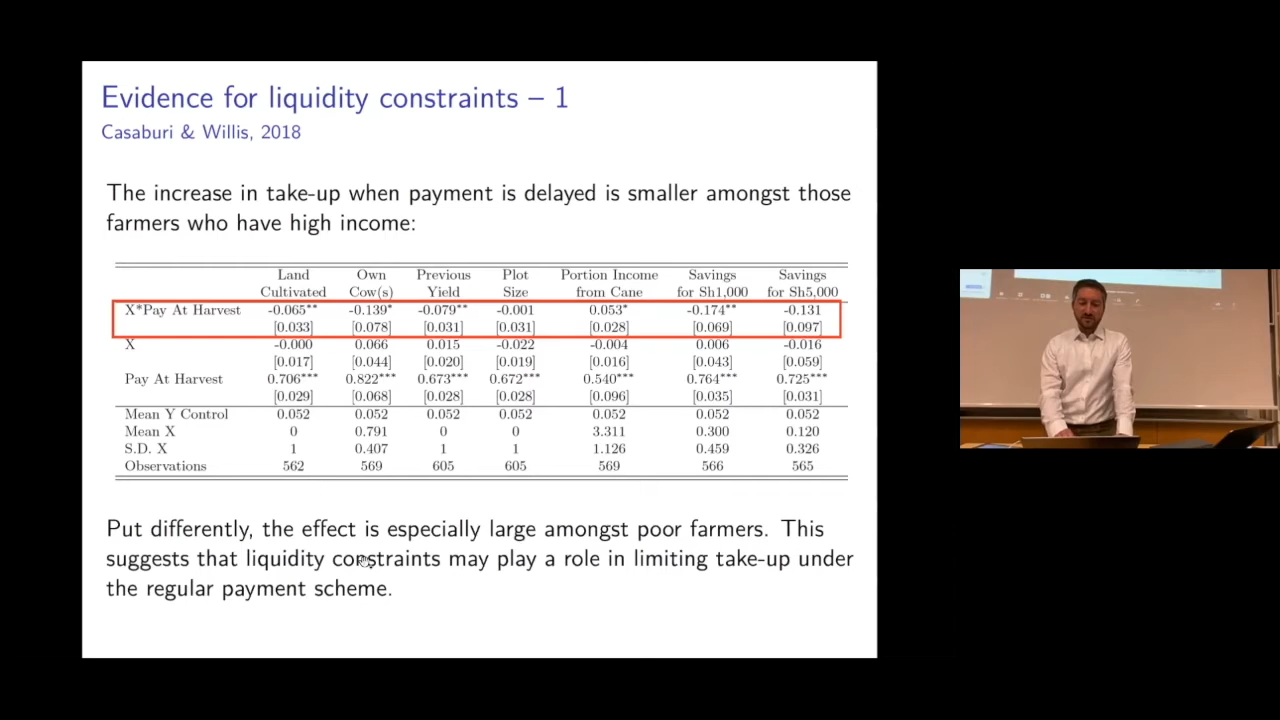 Evidence for liquidity constraints – 1
Casaburi & Willis, 2018
The increase in take-up when payment is delayed is smaller amongst those
farmers who have high income:
Land Own Previous Plot Portion Income Savings Savings
Cultivated Cow(s) Yield Size from Cane for Sh1,000 for Sh5,000
X*Pay At Harvest -0.065** -0.139* -0.079** -0.001 0.053* -0.174** -0.131
[0.033] [0.078] [0.031] [0.031] [0.028] [0.069] [0.097]
X -0.000 0.066 0.015 -0.022 -0.004 0.006 -0.016
[0.017] [0.044] [0.020] [0.019] [0.016] [0.043] [0.059]
Pay At Harvest 0.706*** 0.822*** 0.673*** 0.672*** 0.540*** 0.764*** 0.725***
[0.029] [0.068] [0.028] [0.028] [0.096] [0.035] [0.031]
Mean Y Control 0.052 0.052 0.052 0.052 0.052 0.052 0.052
Mean X 0 0.791 0 0 3.311 0.300 0.120
S.D. X 1 0.407 1 1 1.126 0.459 0.326
Observations 562 569 605 605 569 566 565
Put differently, the effect is especially large amongst poor farmers. This
suggests that liquidity constraints may play a role in limiting take-up under
the regular payment scheme.